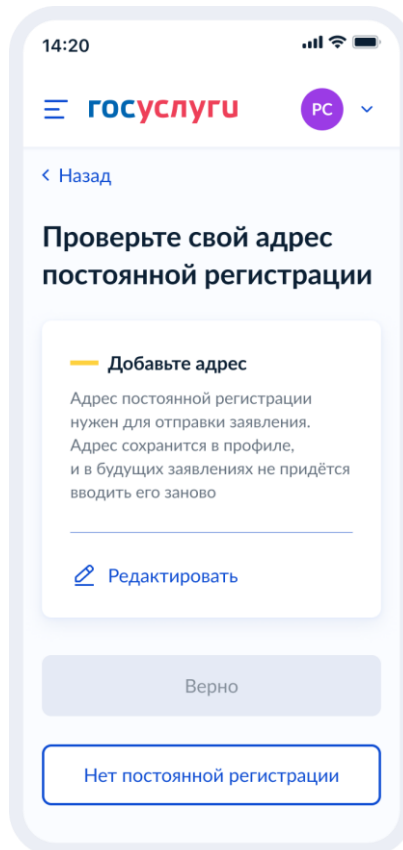 14:20
госуслуги
РС
Назад
Проверьте свой адрес
постоянной регистрации
Добавьте адрес
Адрес постоянной регистрации
нужен для отправки заявления.
Адрес сохранится в профиле,
и в будущих заявлениях не придётся
вводить его заново
Редактировать
Верно
Нет постоянной регистрации